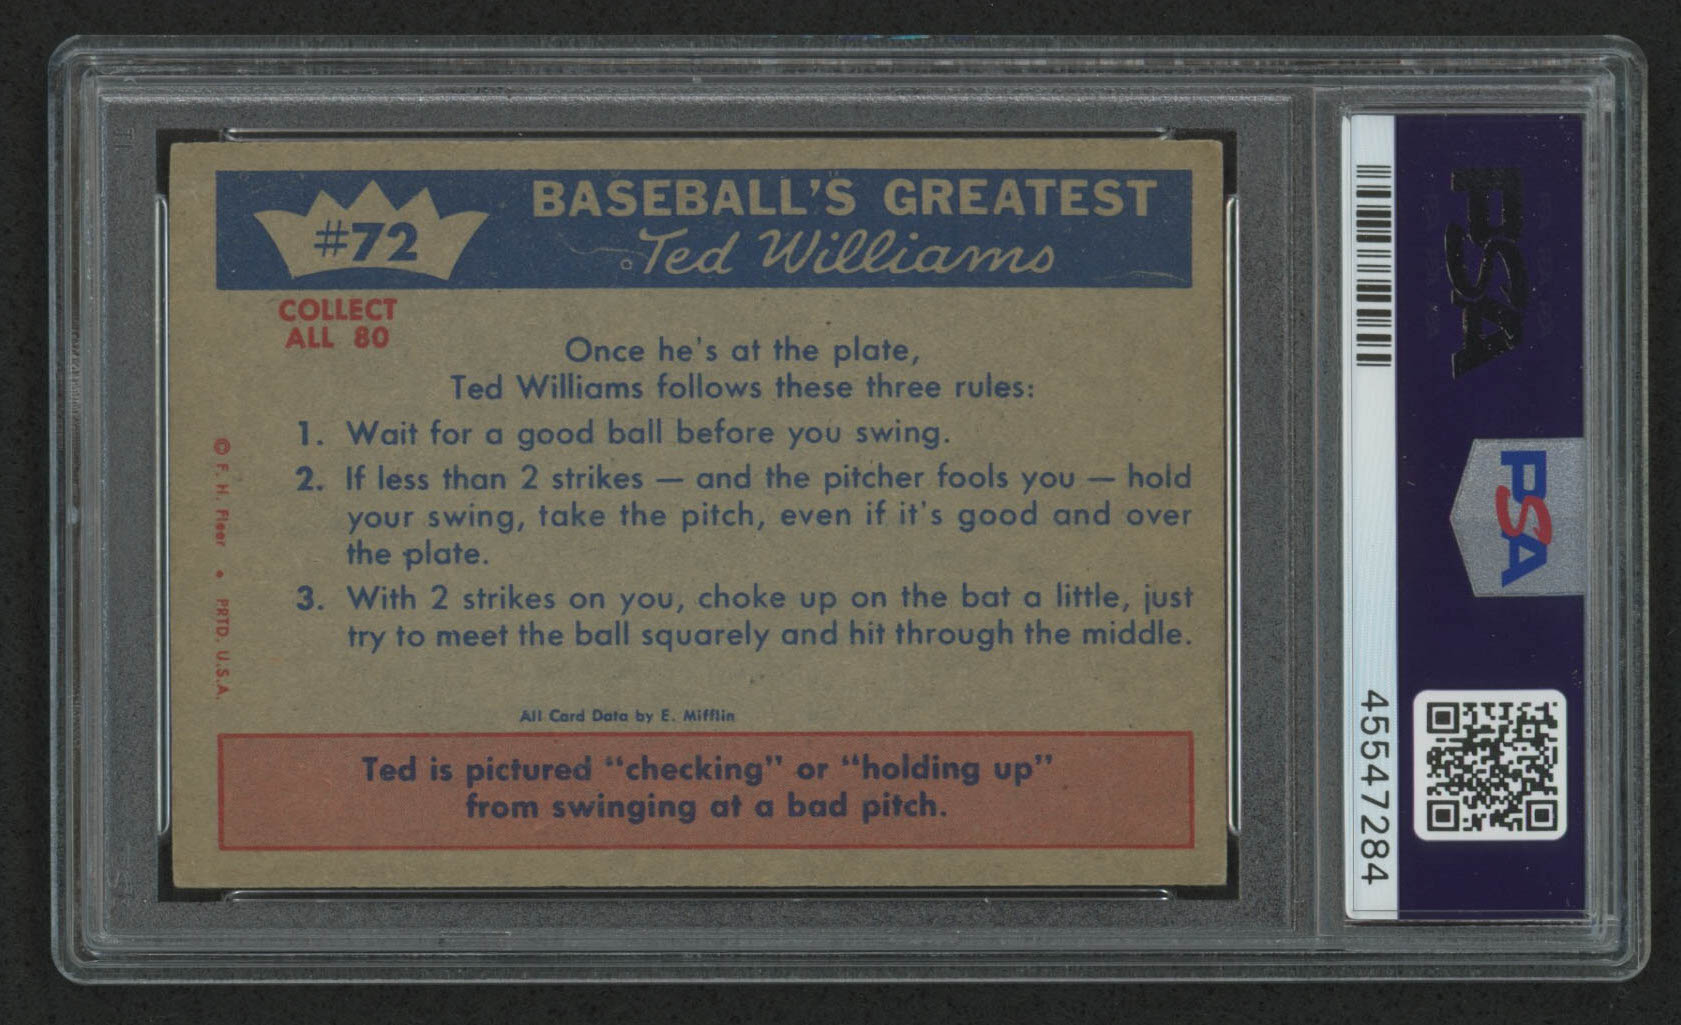 #72
BASEBALL'S GREATEST
Ted Williams
COLLECT
ALL 80
Once he's at the plate,
Ted Williams follows these three rules:
1. Wait for a good ball before you swing.
2. If less than 2 strikes — and the pitcher fools you — hold
your swing, take the pitch, even if it's good and over
the plate.
3. With 2 strikes on you, choke up on the bat a little, just
try to meet the ball squarely and hit through the middle.
© F. H. Fleer • PRTD. U.S.A.
All Card Data by E. Mifflin
Ted is pictured “checking” or “holding up”
from swinging at a bad pitch.
PSA
PSA
45547284